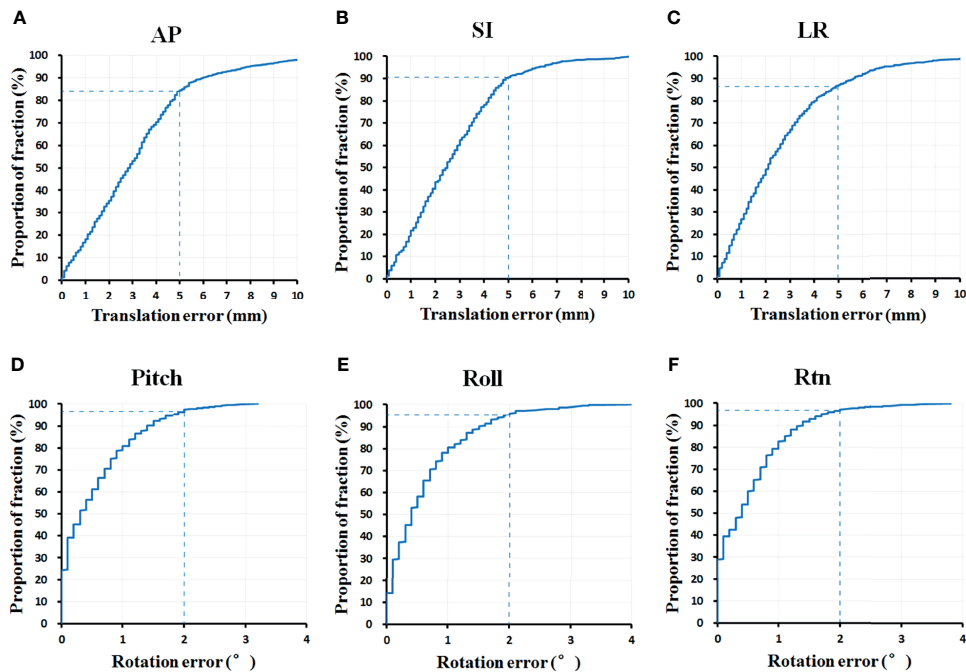 A
AP
Proportion of fraction (%)
100
90
80
70
60
50
40
30
20
10
0
0 1 2 3 4 5 6 7 8 9 10
Translation error (mm)
B
SI
Proportion of fraction (%)
100
90
80
70
60
50
40
30
20
10
0
0 1 2 3 4 5 6 7 8 9 10
Translation error (mm)
C
LR
Proportion of fraction (%)
100
90
80
70
60
50
40
30
20
10
0
0 1 2 3 4 5 6 7 8 9 10
Translation error (mm)
D
Pitch
Proportion of fraction (%)
100
90
80
70
60
50
40
30
20
10
0
0 1 2 3 4
Rotation error (°)
E
Roll
Proportion of fraction (%)
100
90
80
70
60
50
40
30
20
10
0
0 1 2 3 4
Rotation error (°)
F
Rtn
Proportion of fraction (%)
100
90
80
70
60
50
40
30
20
10
0
0 1 2 3 4
Rotation error (°)